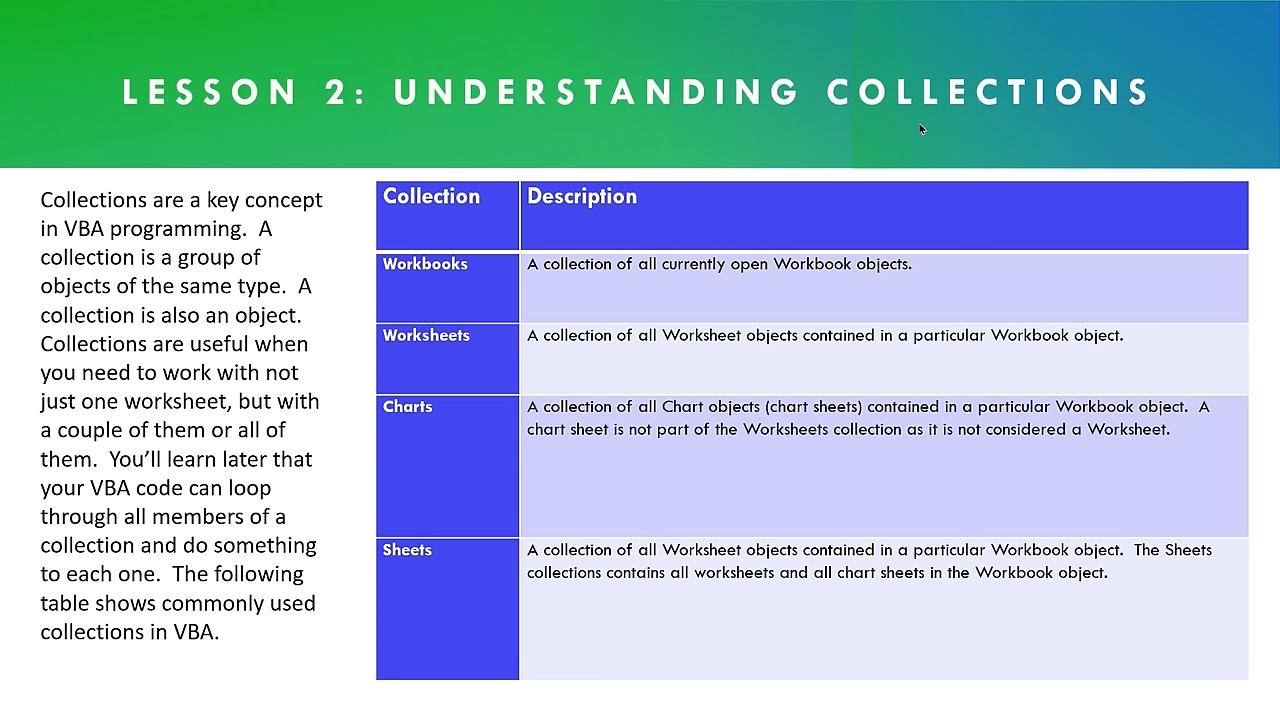 LESSON 2: UNDERSTANDING COLLECTIONS
Collections are a key concept
in VBA programming.  A
collection is a group of
objects of the same type.  A
collection is also an object.
Collections are useful when
you need to work with not
just one worksheet, but with
a couple of them or all of
them.  You’ll learn later that
your VBA code can loop
through all members of a
collection and do something
to each one.  The following
table shows commonly used
collections in VBA.
Collection Description
Workbooks A collection of all currently open Workbook objects.
Worksheets A collection of all Worksheet objects contained in a particular Workbook object.
Charts A collection of all Chart objects (chart sheets) contained in a particular Workbook object.  A
chart sheet is not part of the Worksheets collection as it is not considered a Worksheet.
Sheets A collection of all Worksheet objects contained in a particular Workbook object.  The Sheets
collections contains all worksheets and all chart sheets in the Workbook object.